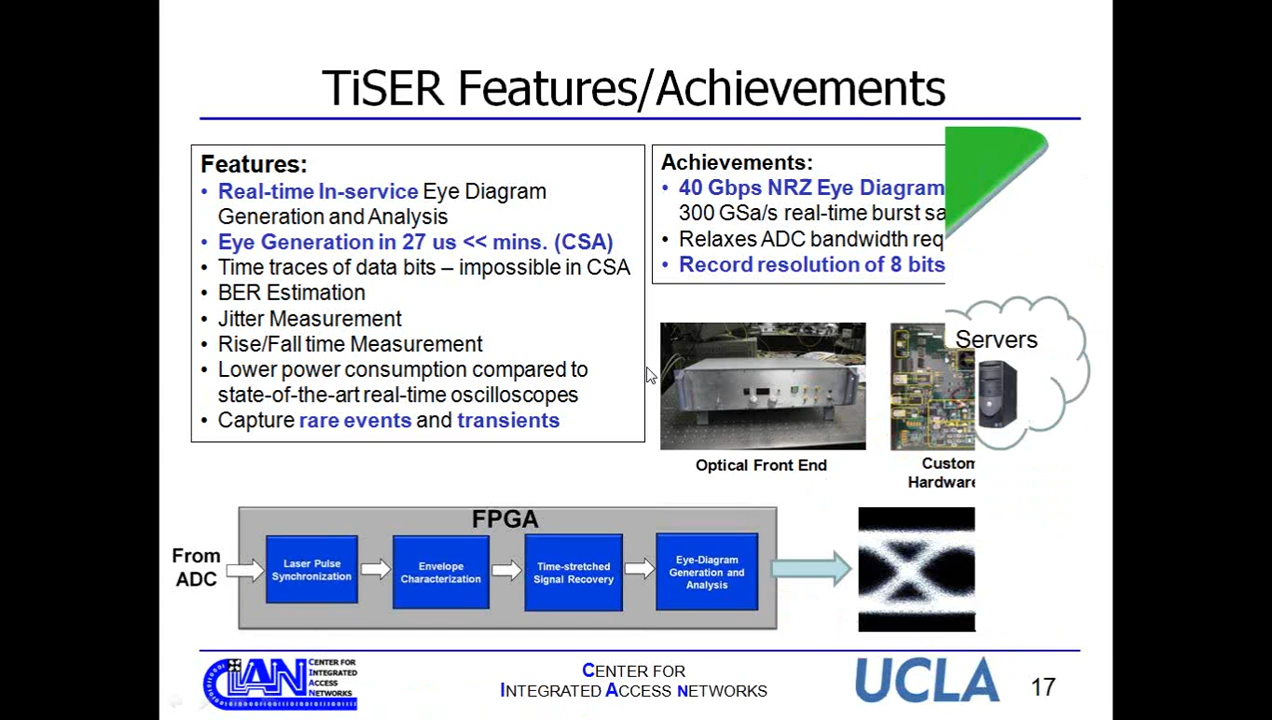 TiSER Features/Achievements
Features:
• Real-time In-service Eye Diagram
Generation and Analysis
• Eye Generation in 27 us << mins. (CSA)
• Time traces of data bits – impossible in CSA
• BER Estimation
• Jitter Measurement
• Rise/Fall time Measurement
• Lower power consumption compared to
state-of-the-art real-time oscilloscopes
• Capture rare events and transients
Achievements:
• 40 Gbps NRZ Eye Diagram
300 GSa/s real-time burst sa
• Relaxes ADC bandwidth req
• Record resolution of 8 bits
Servers
Optical Front End
Custom
Hardware
FPGA
From
ADC
Laser Pulse
Synchronization
Envelope
Characterization
Time-stretched
Signal Recovery
Eye-Diagram
Generation and
Analysis
CIAN
CENTER FOR
INTEGRATED
ACCESS
NETWORKS
CENTER FOR
INTEGRATED ACCESS NETWORKS
UCLA
17